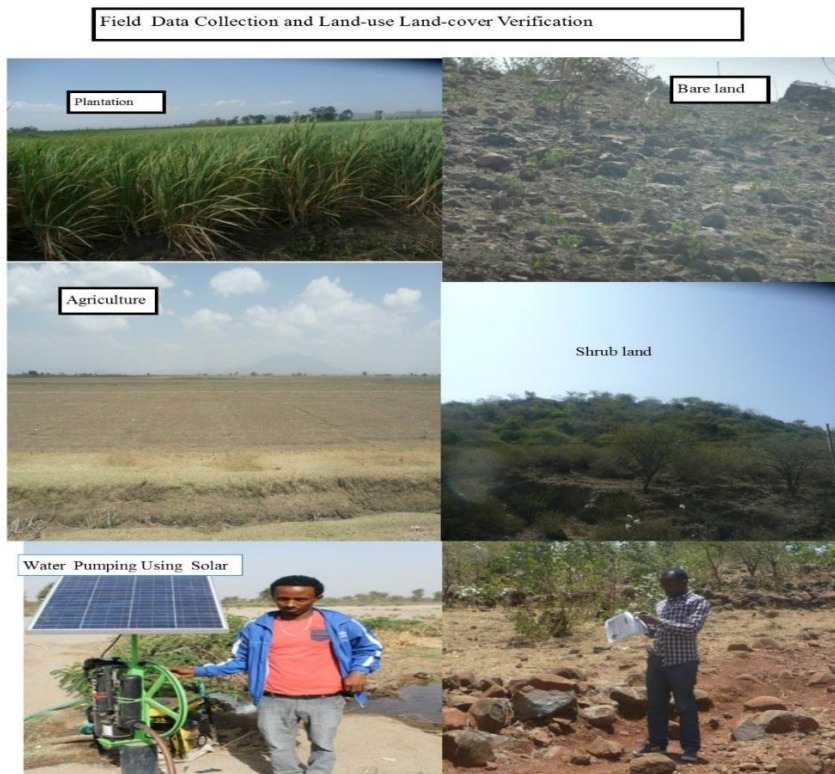 Field Data Collection and Land-use Land-cover Verification
Plantation
Bare land
Agriculture
Shrub land
Water Pumping Using Solar